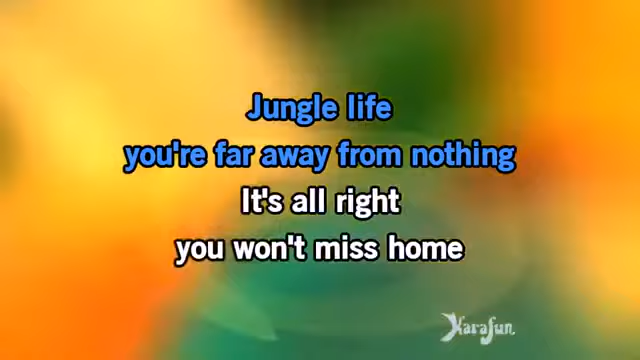 Jungle life
you're far away from nothing
It's all right
you won't miss home
KaraFun.